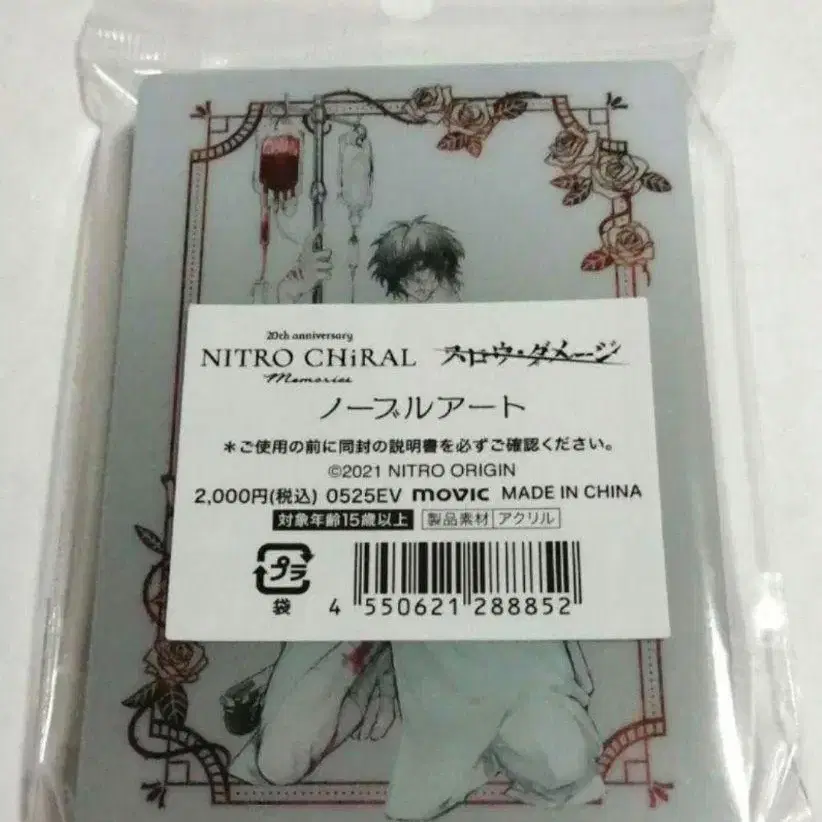 20th anniversary
NITRO CHiRAL
Memories
スロウ・ダメージ
ノーブルアート
＊ご使用の前に同封の説明書を必ずご確認ください。
©2021 NITRO ORIGIN
2,000円(税込) 0525EV movic MADE IN CHINA
対象年齢15歳以上 製品素材 アクリル
プラ
袋
4 550621 288852